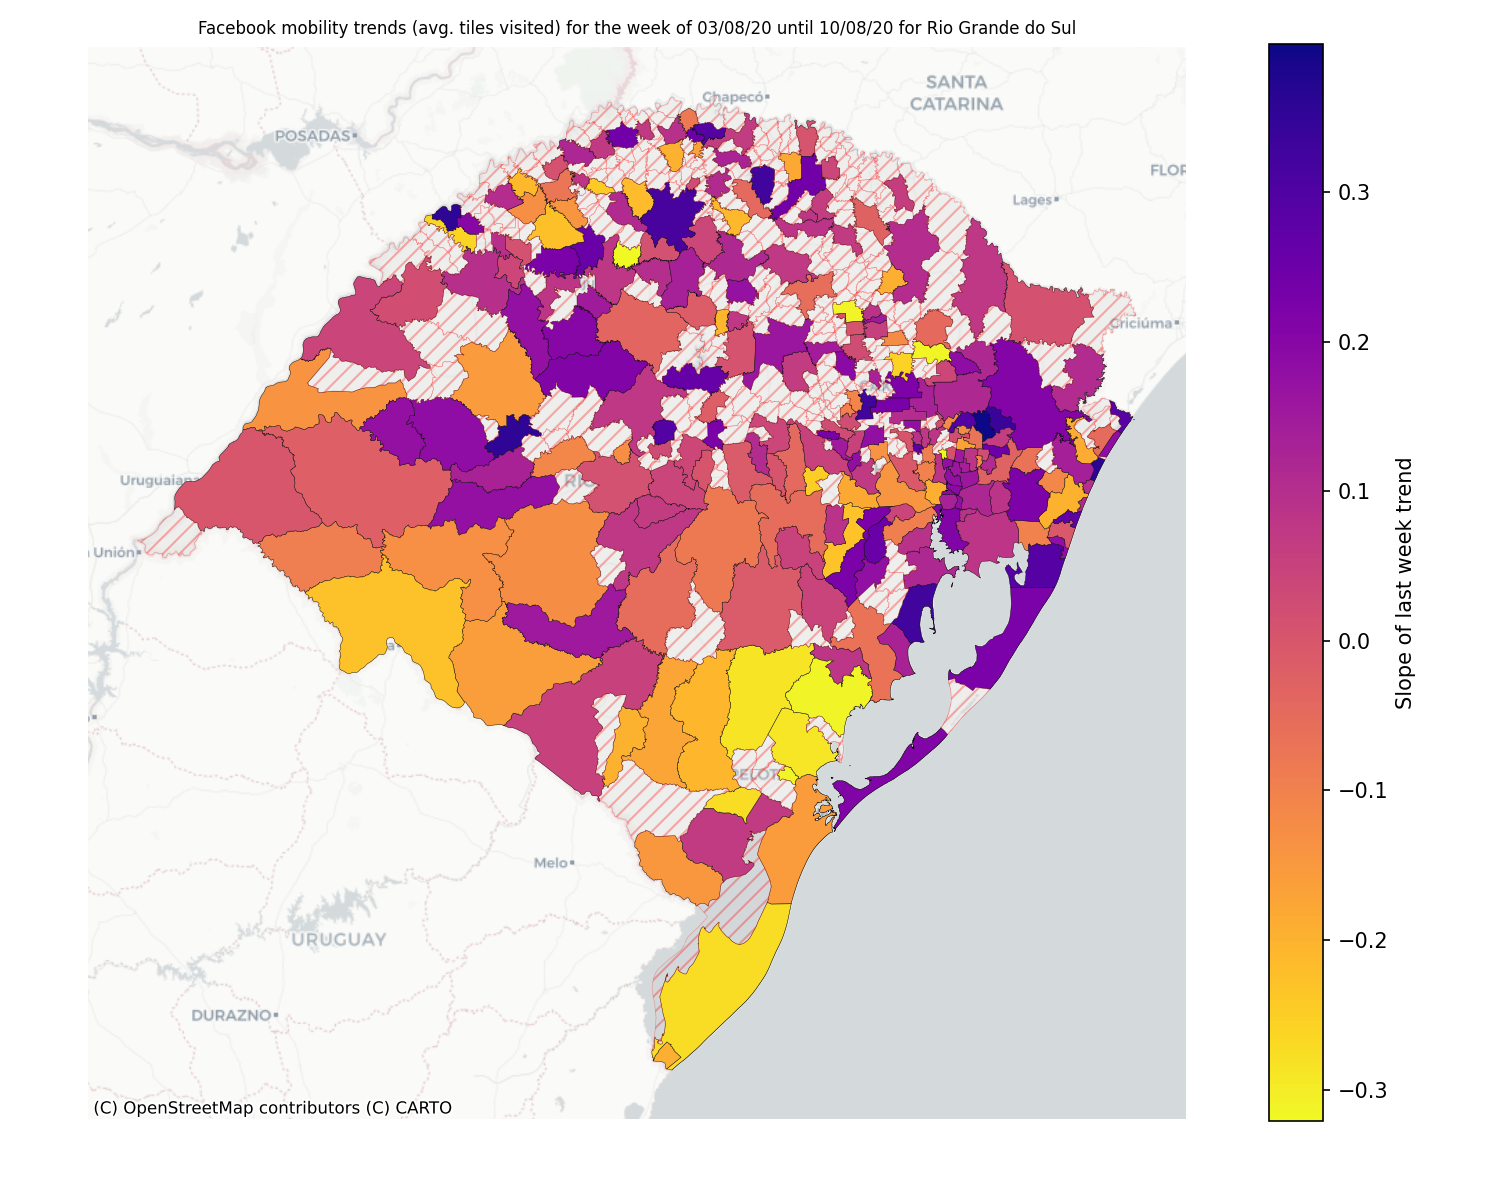 Facebook mobility trends (avg. tiles visited) for the week of 03/08/20 until 10/08/20 for Rio Grande do Sul
Chapecó
SANTA
CATARINA
POSADAS
FLOR
Lages
Criciúma
Uruguaiana
a Unión
PELOT
Melo
URUGUAY
DURAZNO
(C) OpenStreetMap contributors (C) CARTO
0.3
0.2
0.1
0.0
−0.1
−0.2
−0.3
Slope of last week trend